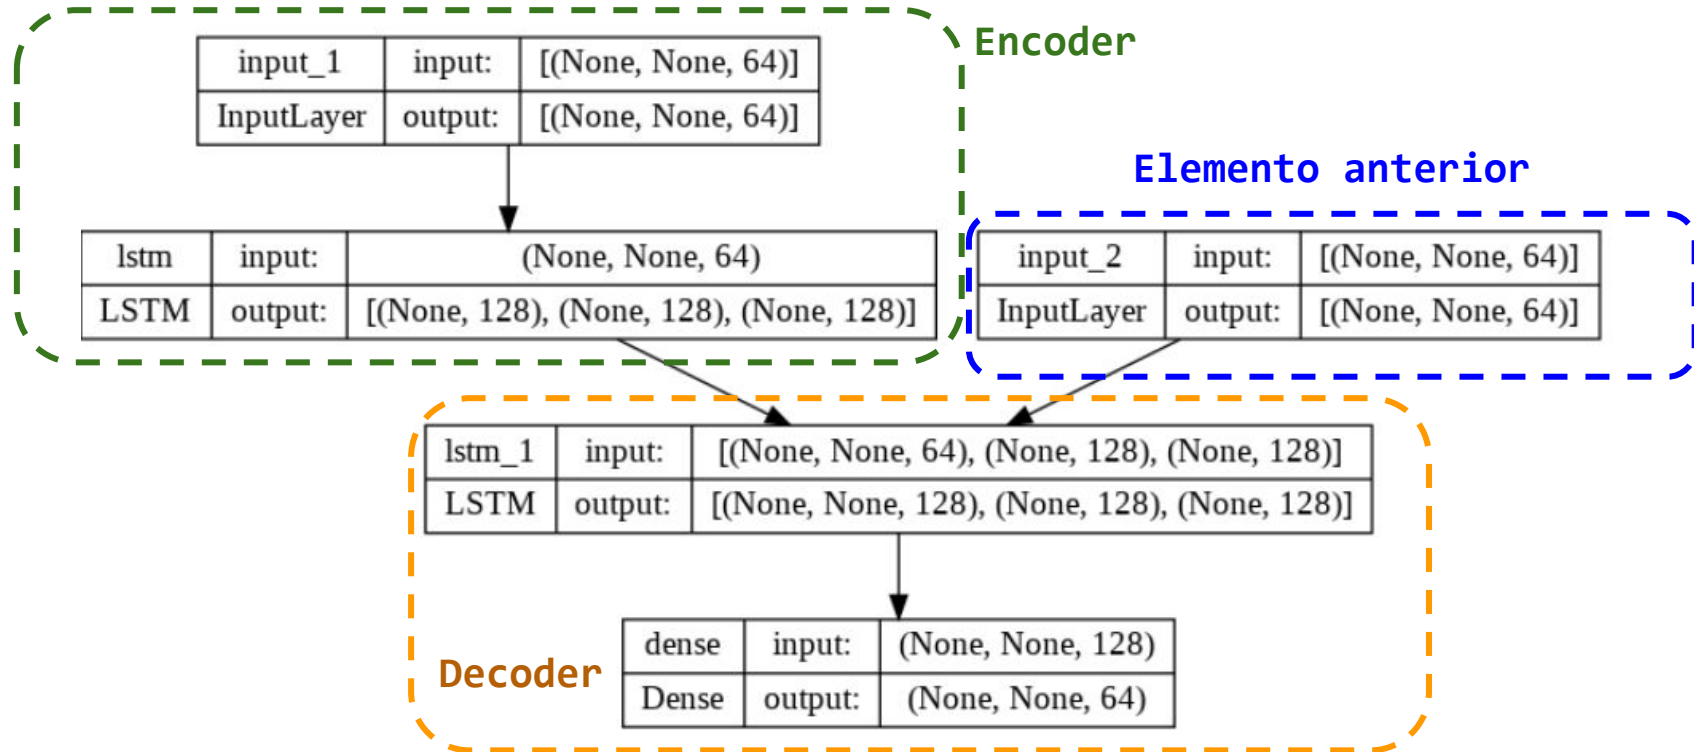 Encoder
input_1 input: [(None, None, 64)]
InputLayer output: [(None, None, 64)]
Elemento anterior
lstm input: (None, None, 64)
LSTM output: [(None, 128), (None, 128), (None, 128)]
input_2 input: [(None, None, 64)]
InputLayer output: [(None, None, 64)]
lstm_1 input: [(None, None, 64), (None, 128), (None, 128)]
LSTM output: [(None, None, 128), (None, 128), (None, 128)]
Decoder
dense input: (None, None, 128)
Dense output: (None, None, 64)